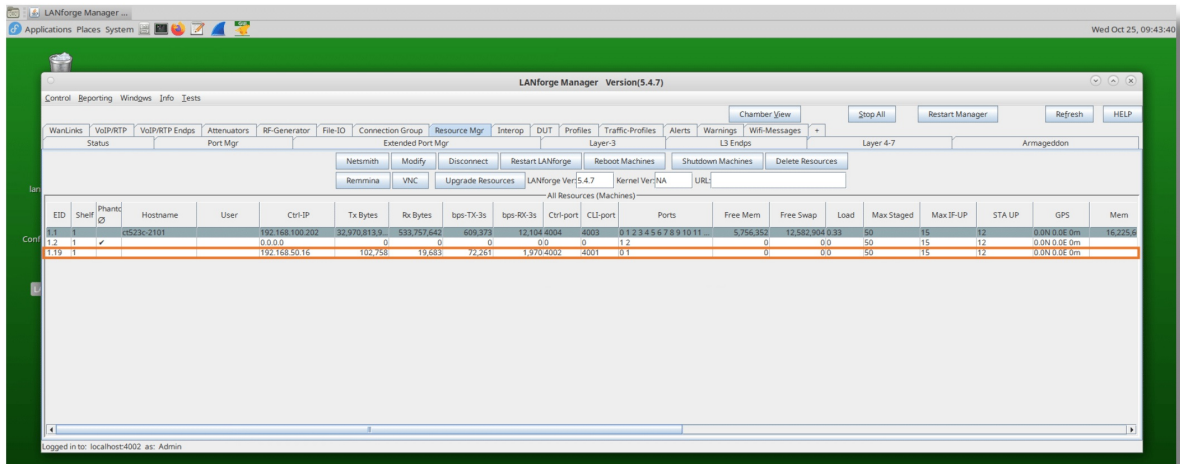 LANforge Manager ...
Applications Places System Wed Oct 25, 09:43:40
LANforge Manager Version(5.4.7)
Control Reporting Windows Info Tests
Chamber View Stop All Restart Manager Refresh HELP
WanLinks VoIP/RTP VoIP/RTP Endps Attenuators RF-Generator File-IO Connection Group Resource Mgr Interop DUT Profiles Traffic-Profiles Alerts Warnings Wifi-Messages +
Status Port Mgr Extended Port Mgr Layer-3 L3 Endps Layer 4-7 Armageddon
Netsmith Modify Disconnect Restart LANforge Reboot Machines Shutdown Machines Delete Resources
Remmina VNC Upgrade Resources LANforge Ver: 5.4.7 Kernel Ver: NA URL:
All Resources (Machines)
EID Shelf Phanto Ø Hostname User Ctrl-IP Tx Bytes Rx Bytes bps-TX-3s bps-RX-3s Ctrl-port CLI-port Ports Free Mem Free Swap Load Max Staged Max IF-UP STA UP GPS Mem
1.1 1 ct523c-2101 192.168.100.202 32,970,813,9... 533,757,642 609,373 12,104 4004 4003 0 1 2 3 4 5 6 7 8 9 10 11 ... 5,756,352 12,582,904 0.33 50 15 12 0.0N 0.0E 0m 16,225,6
1.2 1 ✔ 0.0.0.0 0 0 0 0 0 0 1 2 0 0 0 50 15 12 0.0N 0.0E 0m
1.19 1 192.168.50.16 102,758 19,683 72,261 1,970 4002 4001 0 1 0 0 0 50 15 12 0.0N 0.0E 0m
lan
Conf
Logged in to: localhost:4002 as: Admin